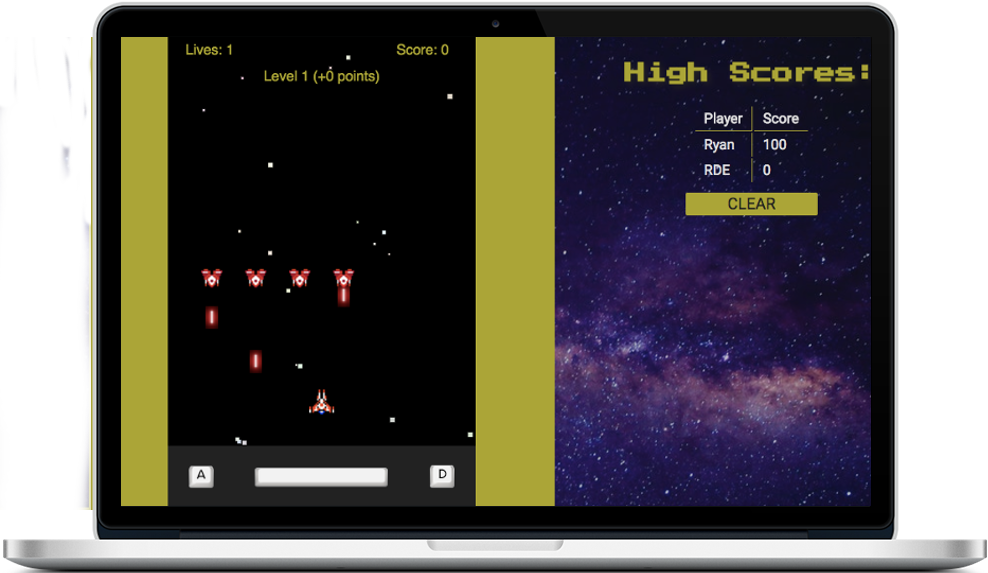 Lives: 1
Score: 0
Level 1 (+0 points)
A
D
High Scores:
Player Score
Ryan 100
RDE 0
CLEAR